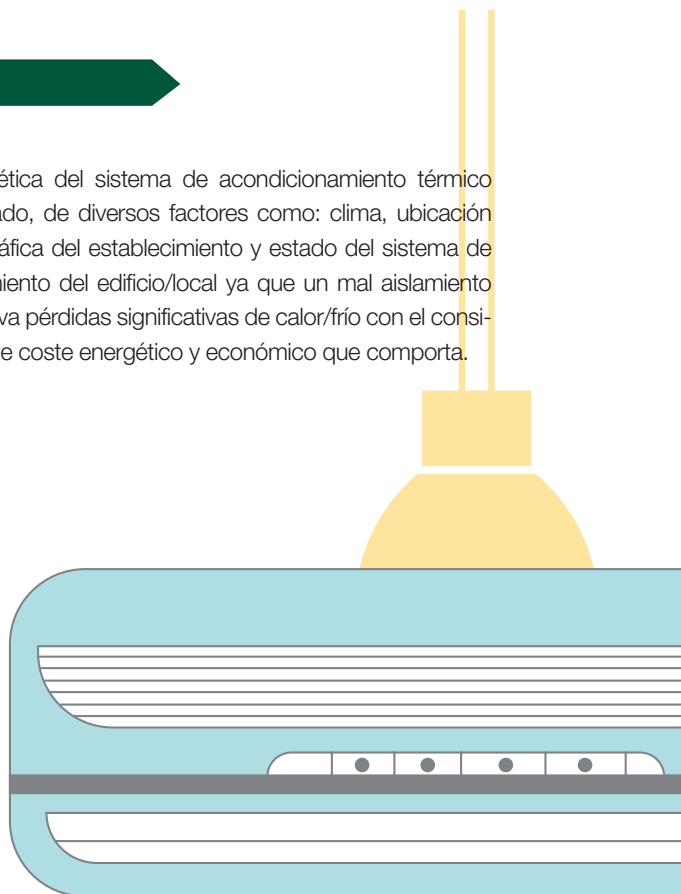 ética del sistema de acondicionamiento térmico
ado, de diversos factores como: clima, ubicación
áfica del establecimiento y estado del sistema de
iento del edificio/local ya que un mal aislamiento
va pérdidas significativas de calor/frío con el consi-
te coste energético y económico que comporta.